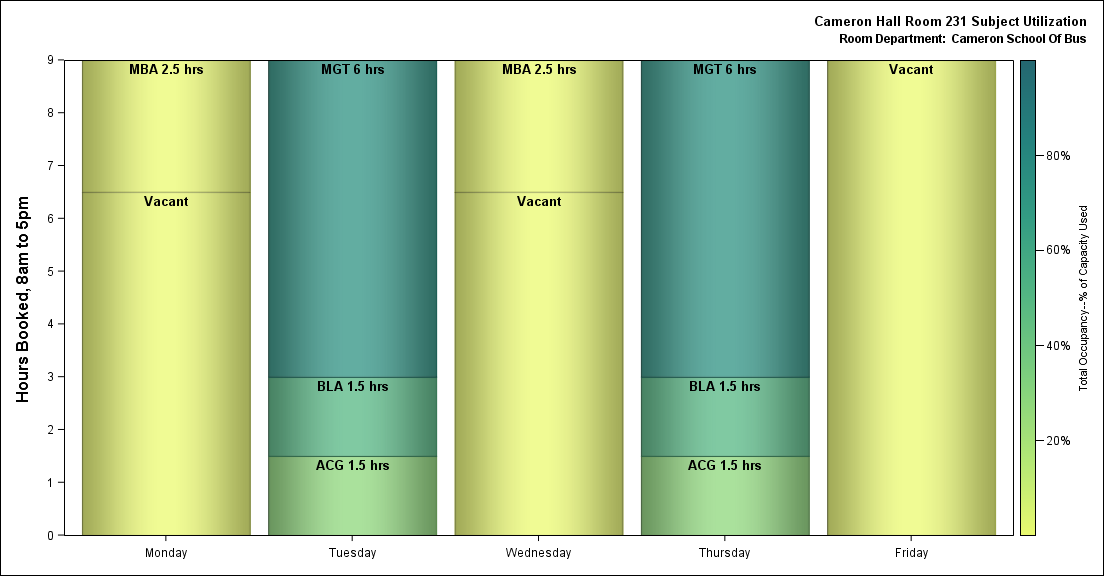 Cameron Hall Room 231 Subject Utilization
Room Department: Cameron School Of Bus
Hours Booked, 8am to 5pm
9
8
7
6
5
4
3
2
1
0
MBA 2.5 hrs
Vacant
MGT 6 hrs
BLA 1.5 hrs
ACG 1.5 hrs
MBA 2.5 hrs
Vacant
MGT 6 hrs
BLA 1.5 hrs
ACG 1.5 hrs
Vacant
Monday
Tuesday
Wednesday
Thursday
Friday
80%
60%
40%
20%
Total Occupancy--% of Capacity Used